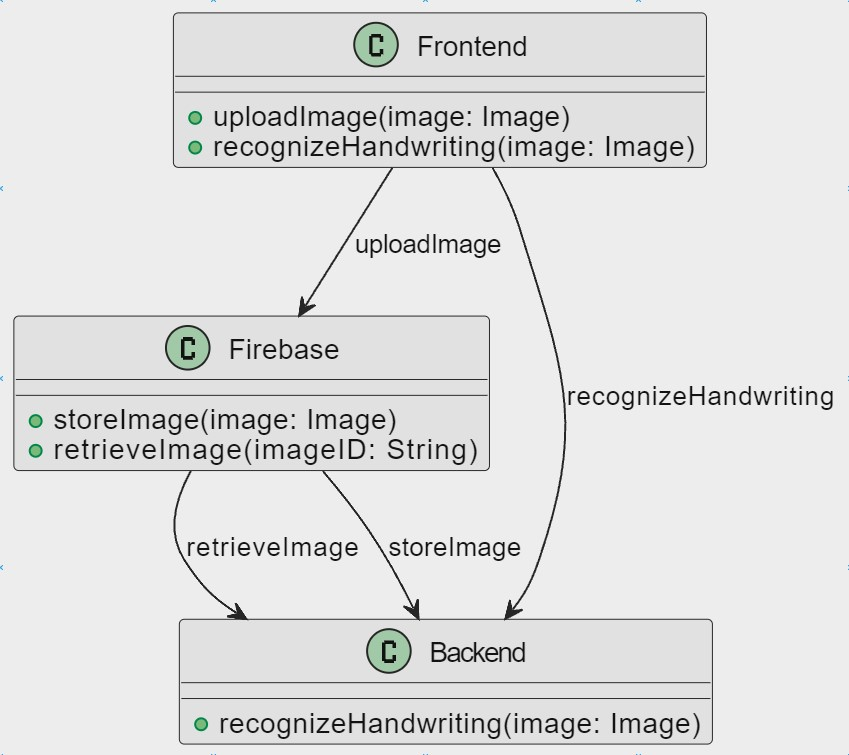 C Frontend
uploadImage(image: Image)
recognizeHandwriting(image: Image)
uploadImage
recognizeHandwriting
C Firebase
storeImage(image: Image)
retrieveImage(imageID: String)
retrieveImage
storeImage
C Backend
recognizeHandwriting(image: Image)